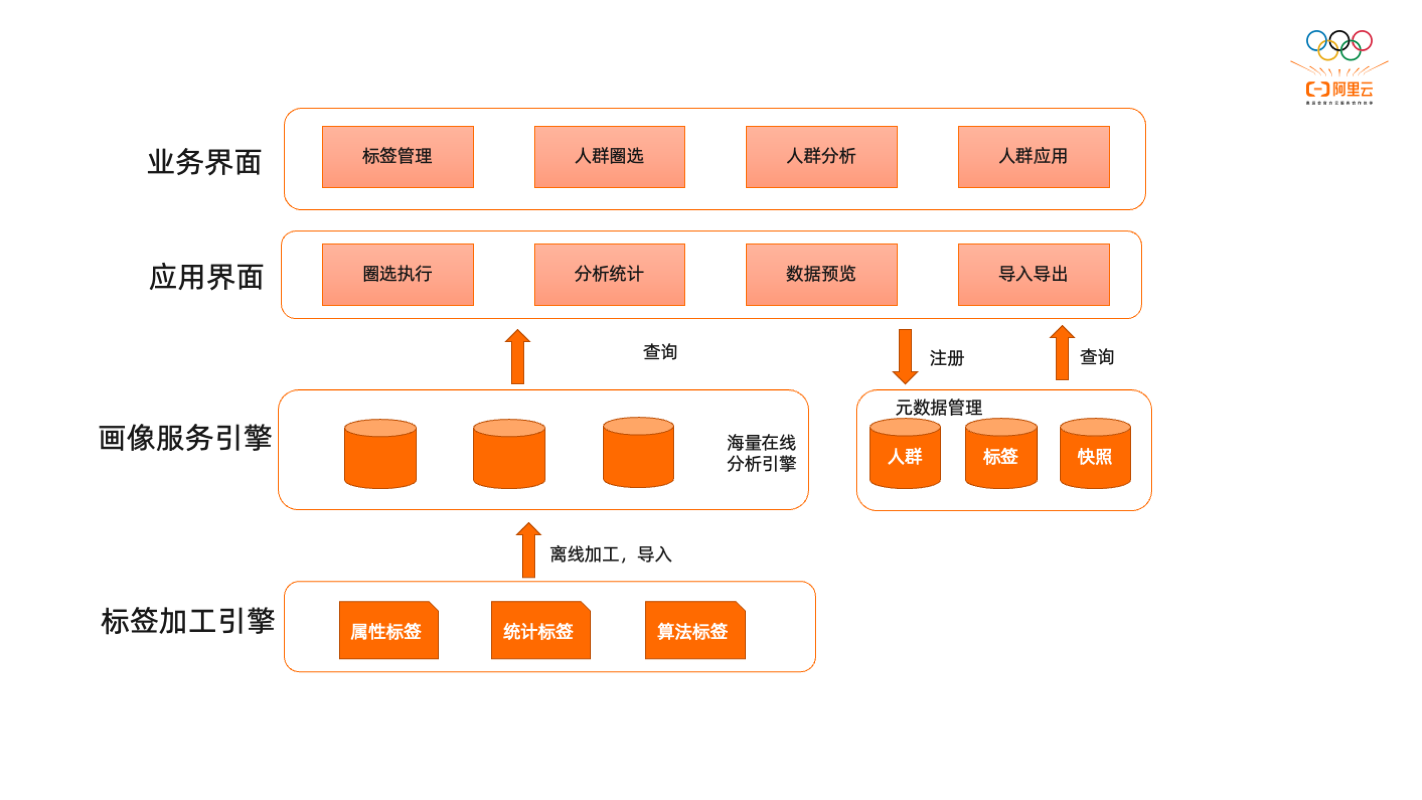 阿里云
业务界面
标签管理
人群圈选
人群分析
人群应用
应用界面
圈选执行
分析统计
数据预览
导入导出
查询
注册
查询
画像服务引擎
海量在线
分析引擎
元数据管理
人群
标签
快照
离线加工，导入
标签加工引擎
属性标签
统计标签
算法标签